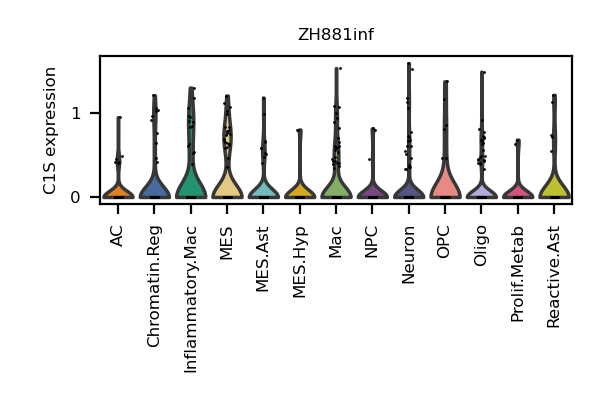 ZH881inf
C1S expression
1
0
AC
Chromatin.Reg
Inflammatory.Mac
MES
MES.Ast
MES.Hyp
Mac
NPC
Neuron
OPC
Oligo
Prolif.Metab
Reactive.Ast